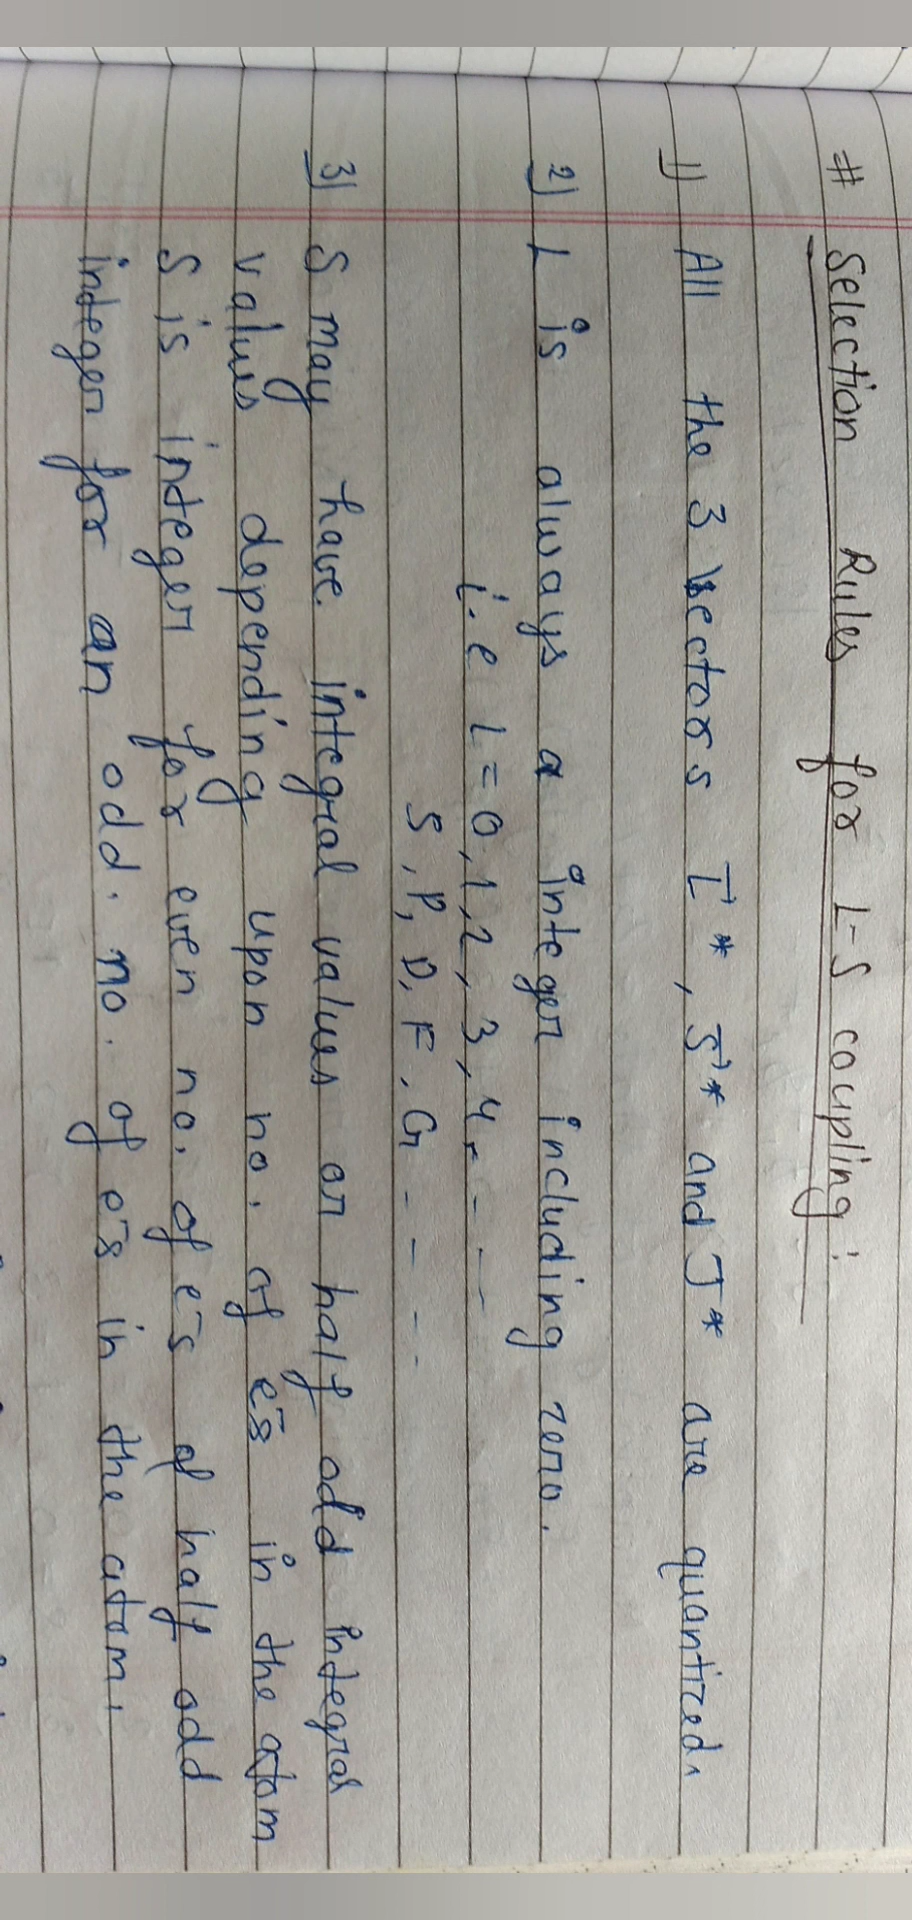 # Selection Rules for L-S coupling:
1) All the 3 vectors L*, S* and J* are quantized.
2) L is always a integer including zero.
i.e L=0,1,2,3,4,- - -
S,P,D,F,G - - - -
3) S may have integral values or half odd integral
values depending upon no. of e⁻s in the atom
S is integer for even no. of e⁻s of half odd
integer for an odd. no. of e⁻s in the atom.